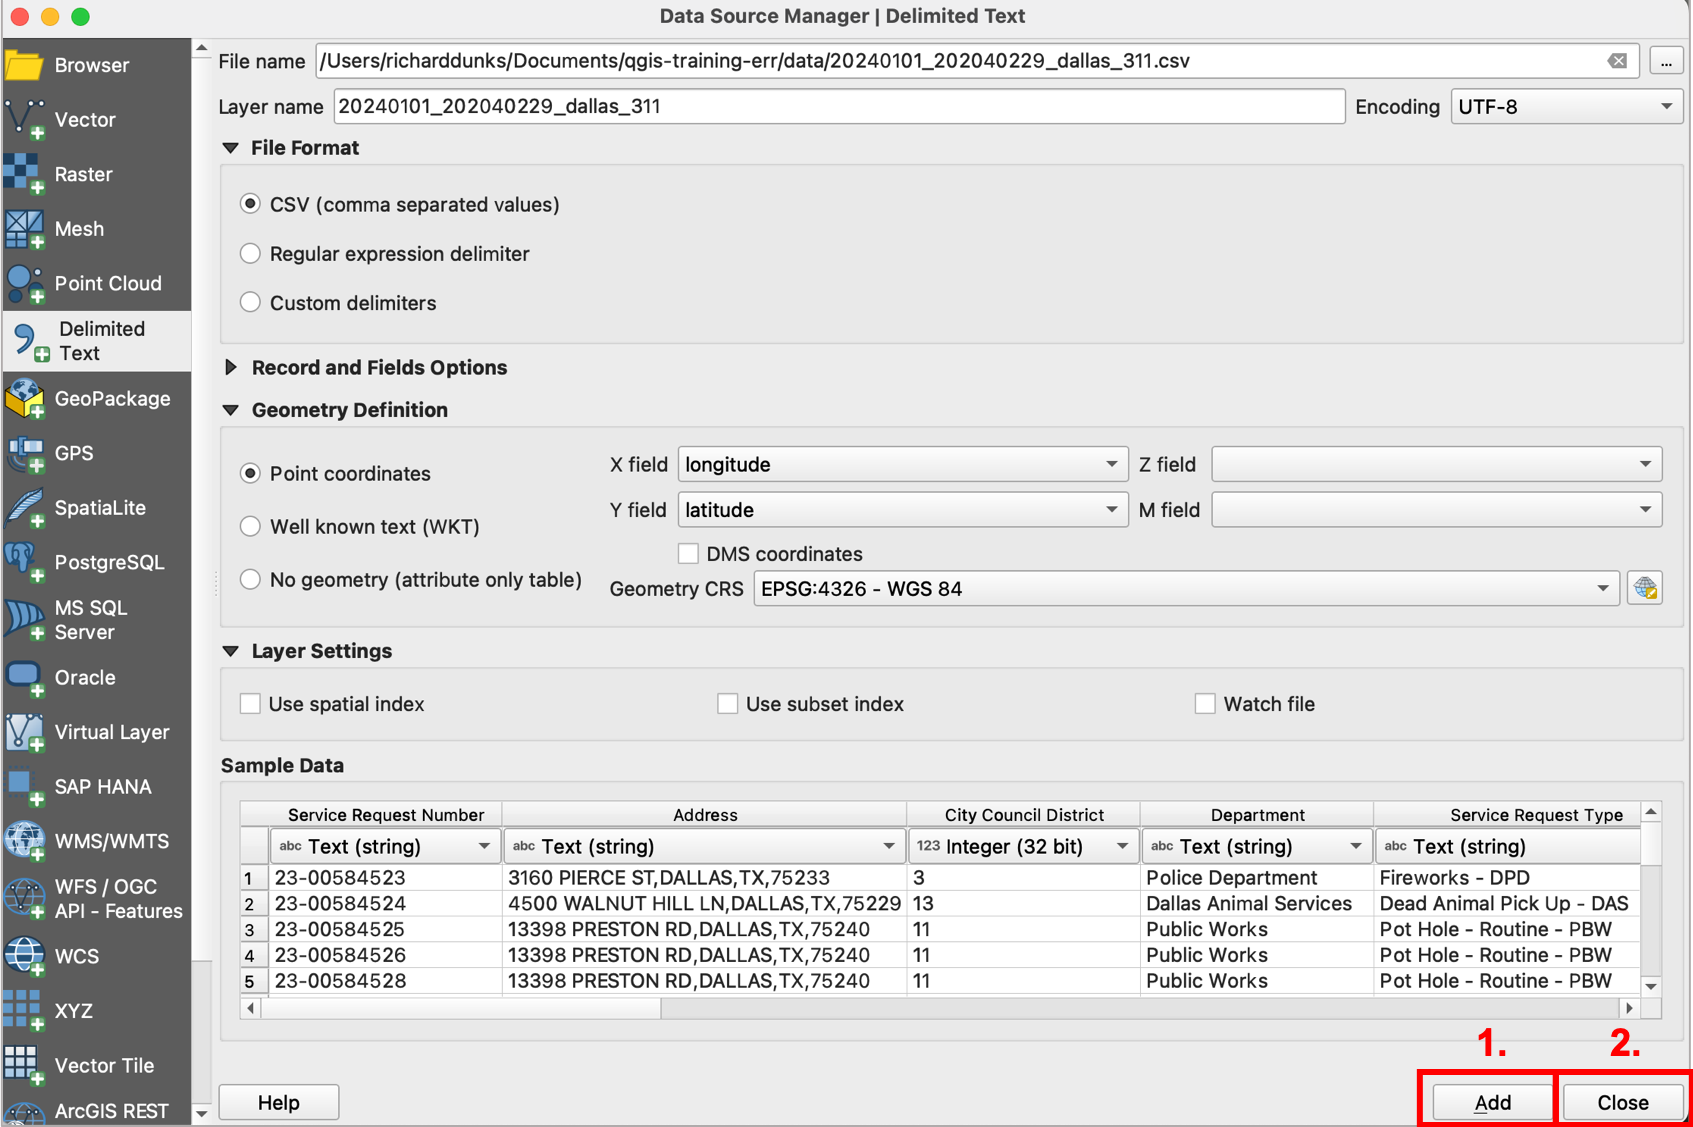 Data Source Manager | Delimited Text
Browser
Vector
Raster
Mesh
Point Cloud
Delimited
Text
GeoPackage
GPS
SpatiaLite
PostgreSQL
MS SQL
Server
Oracle
Virtual Layer
SAP HANA
WMS/WMTS
WFS / OGC
API - Features
WCS
XYZ
Vector Tile
ArcGIS REST
File name /Users/richarddunks/Documents/qgis-training-err/data/20240101_202040229_dallas_311.csv ...
Layer name 20240101_202040229_dallas_311 Encoding UTF-8
File Format
CSV (comma separated values)
Regular expression delimiter
Custom delimiters
Record and Fields Options
Geometry Definition
Point coordinates
Well known text (WKT)
No geometry (attribute only table)
X field longitude Z field
Y field latitude M field
DMS coordinates
Geometry CRS EPSG:4326 - WGS 84
Layer Settings
Use spatial index Use subset index Watch file
Sample Data
Service Request Number Address City Council District Department Service Request Type
abc Text (string) abc Text (string) 123 Integer (32 bit) abc Text (string) abc Text (string)
1 23-00584523 3160 PIERCE ST,DALLAS,TX,75233 3 Police Department Fireworks - DPD
2 23-00584524 4500 WALNUT HILL LN,DALLAS,TX,75229 13 Dallas Animal Services Dead Animal Pick Up - DAS
3 23-00584525 13398 PRESTON RD,DALLAS,TX,75240 11 Public Works Pot Hole - Routine - PBW
4 23-00584526 13398 PRESTON RD,DALLAS,TX,75240 11 Public Works Pot Hole - Routine - PBW
5 23-00584528 13398 PRESTON RD,DALLAS,TX,75240 11 Public Works Pot Hole - Routine - PBW
1. 2.
Help Add Close